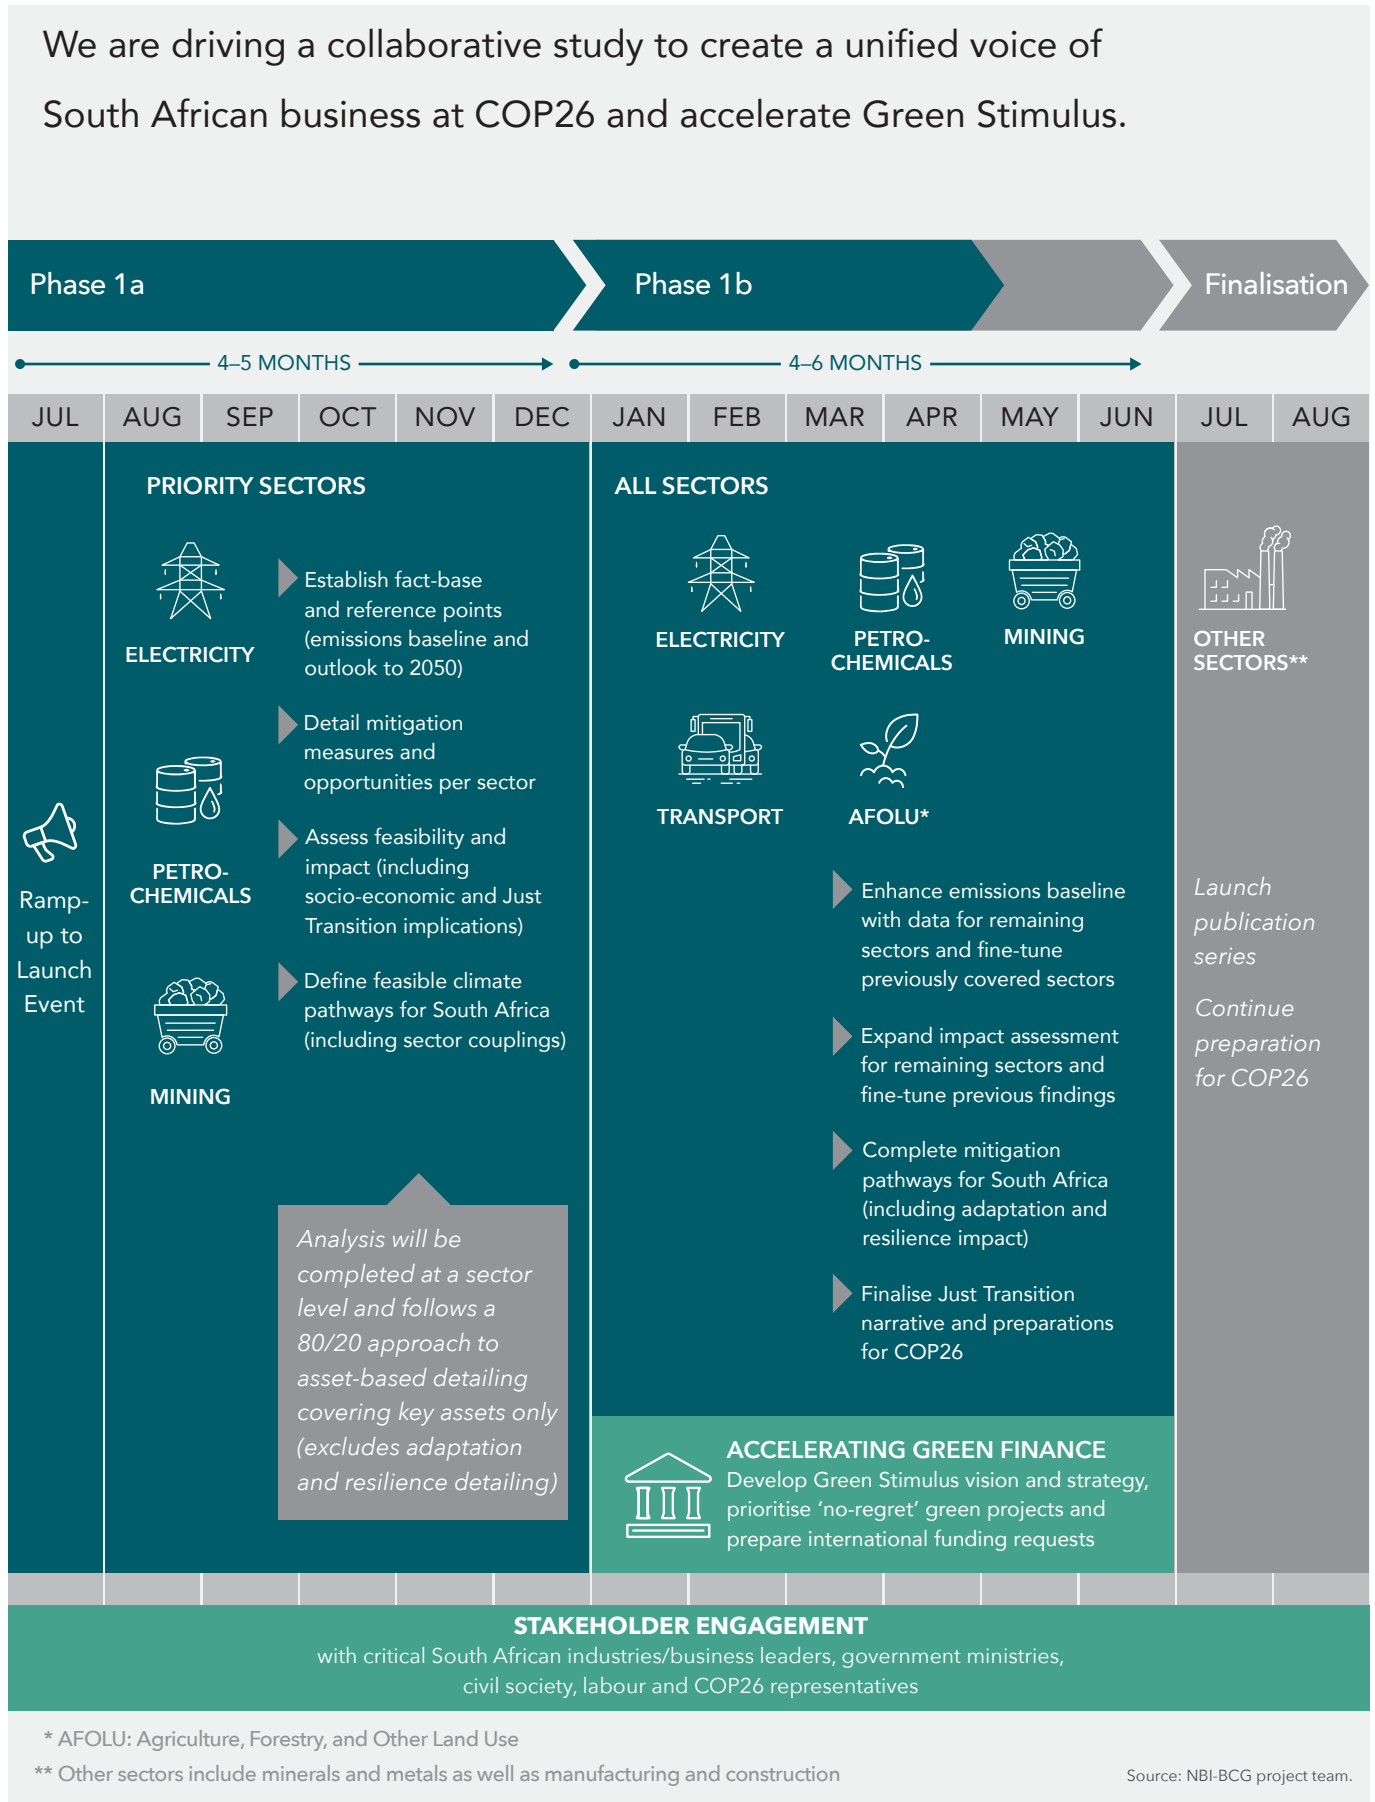 We are driving a collaborative study to create a unified voice of
South African business at COP26 and accelerate Green Stimulus.
Phase 1a
Phase 1b
Finalisation
4–5 MONTHS
4–6 MONTHS
JUL
AUG
SEP
OCT
NOV
DEC
JAN
FEB
MAR
APR
MAY
JUN
JUL
AUG
Ramp-
up to
Launch
Event
PRIORITY SECTORS
ELECTRICITY
PETRO-
CHEMICALS
MINING
Establish fact-base
and reference points
(emissions baseline and
outlook to 2050)
Detail mitigation
measures and
opportunities per sector
Assess feasibility and
impact (including
socio-economic and Just
Transition implications)
Define feasible climate
pathways for South Africa
(including sector couplings)
Analysis will be
completed at a sector
level and follows a
80/20 approach to
asset-based detailing
covering key assets only
(excludes adaptation
and resilience detailing)
ALL SECTORS
ELECTRICITY
PETRO-
CHEMICALS
MINING
TRANSPORT
AFOLU*
Enhance emissions baseline
with data for remaining
sectors and fine-tune
previously covered sectors
Expand impact assessment
for remaining sectors and
fine-tune previous findings
Complete mitigation
pathways for South Africa
(including adaptation and
resilience impact)
Finalise Just Transition
narrative and preparations
for COP26
ACCELERATING GREEN FINANCE
Develop Green Stimulus vision and strategy,
prioritise ‘no-regret’ green projects and
prepare international funding requests
OTHER
SECTORS**
Launch
publication
series
Continue
preparation
for COP26
STAKEHOLDER ENGAGEMENT
with critical South African industries/business leaders, government ministries,
civil society, labour and COP26 representatives
* AFOLU: Agriculture, Forestry, and Other Land Use
** Other sectors include minerals and metals as well as manufacturing and construction
Source: NBI-BCG project team.